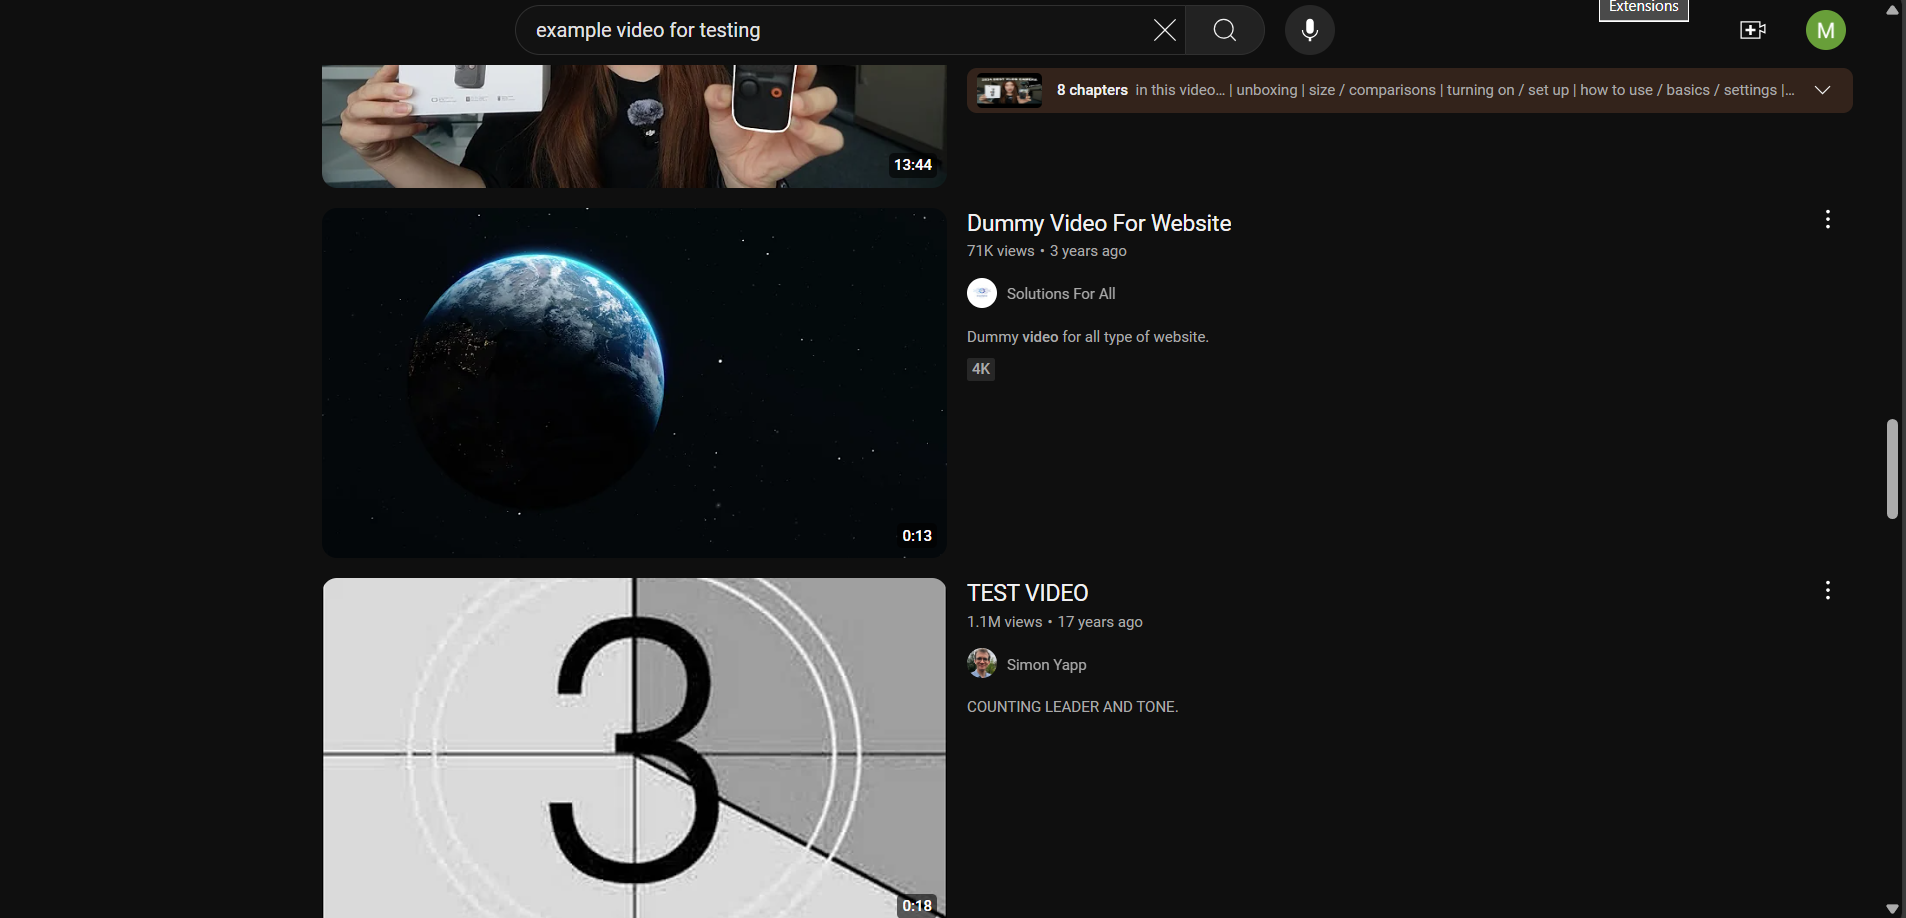 example video for testing
Extensions
M
8 chapters in this video... | unboxing | size / comparisons | turning on / set up | how to use / basics / settings |...
13:44
Dummy Video For Website
71K views • 3 years ago
Solutions For All
Dummy video for all type of website.
4K
0:13
TEST VIDEO
1.1M views • 17 years ago
Simon Yapp
COUNTING LEADER AND TONE.
3
0:18